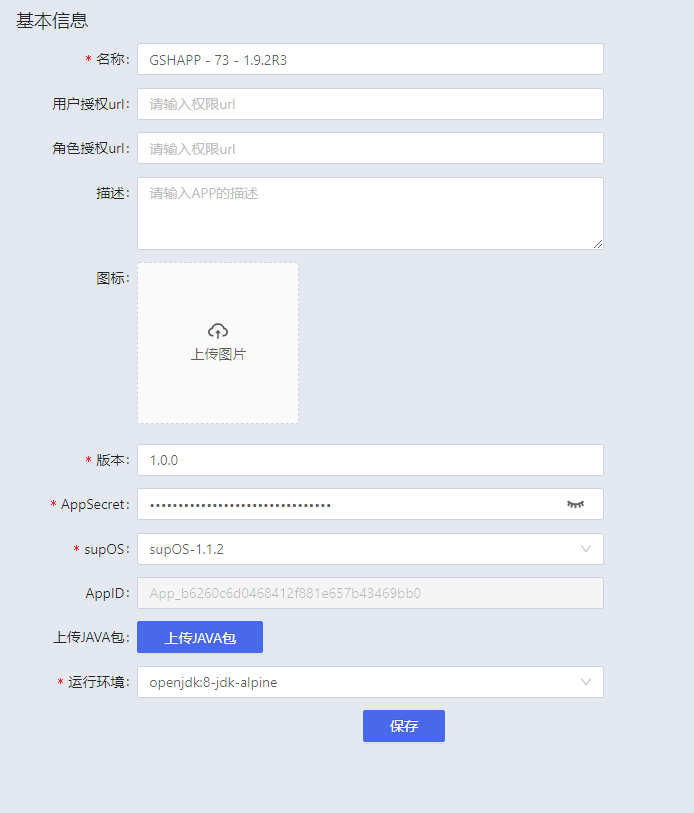 基本信息
* 名称: GSHAPP - 73 - 1.9.2R3
用户授权url: 请输入权限url
角色授权url: 请输入权限url
描述: 请输入APP的描述
图标:
上传图片
* 版本: 1.0.0
* AppSecret: ••••••••••••••••••••••••••••••••
* supOS: supOS-1.1.2
AppID: App_b6260c6d0468412f881e657b43469bb0
上传JAVA包: 上传JAVA包
* 运行环境: openjdk:8-jdk-alpine
保存